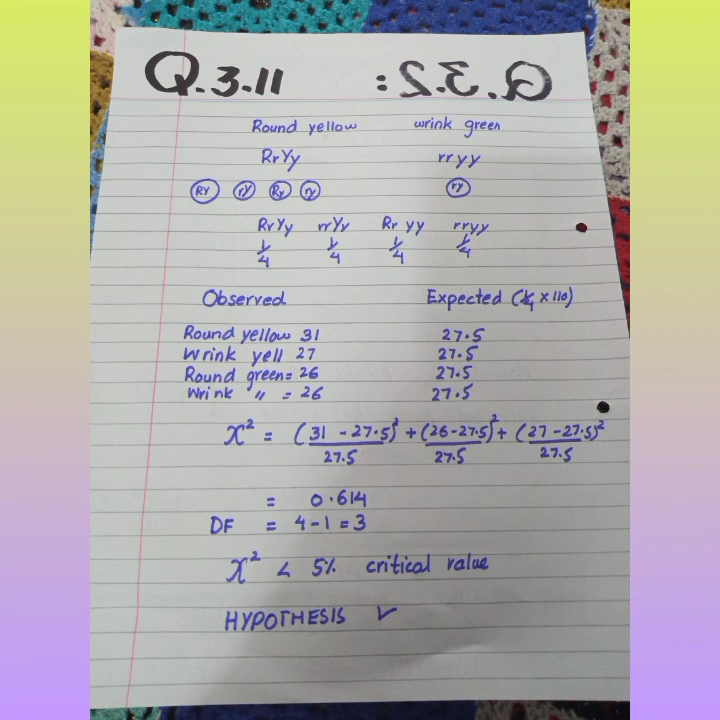 Q.3.11
Q.3.2:
Round yellow wrink green
RrYy rryy
Ry rY Ry ry ry
RrYy rrYy Rr yy rryy
1/4 1/4 1/4 1/4
Observed Expected (1/4 x 110)
Round yellow 31 27.5
Wrink yell 27 27.5
Round green = 26 27.5
Wrink " = 26 27.5
X² = (31 - 27.5)²/27.5 + (26-27.5)²/27.5 + (27-27.5)²/27.5
= 0.614
DF = 4-1=3
X² < 5% critical value
HYPOTHESIS ✓